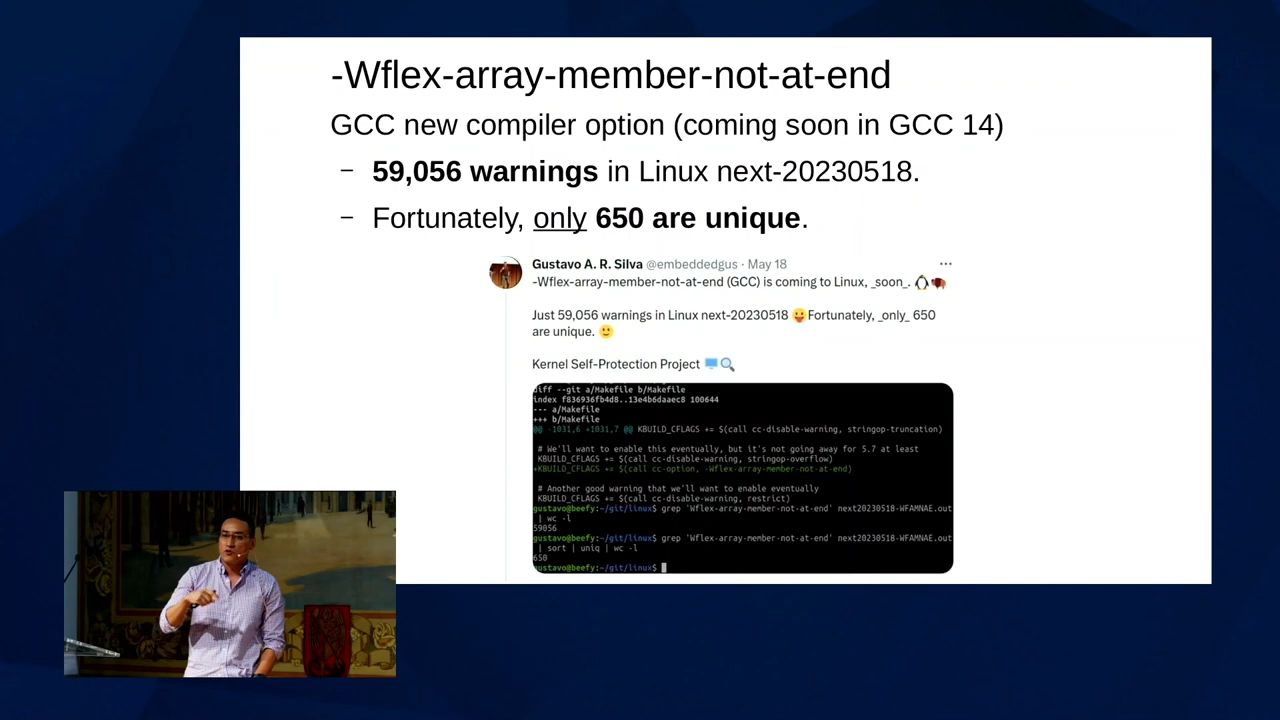 -Wflex-array-member-not-at-end
GCC new compiler option (coming soon in GCC 14)
– 59,056 warnings in Linux next-20230518.
– Fortunately, only 650 are unique.
Gustavo A. R. Silva @embeddedgus · May 18 ...
-Wflex-array-member-not-at-end (GCC) is coming to Linux, _soon_. 🐧🐃
Just 59,056 warnings in Linux next-20230518 😛Fortunately, _only_ 650
are unique. 🙂
Kernel Self-Protection Project 🖥️🔍
diff --git a/Makefile b/Makefile
index f836936fb4d8..13e4b6daaec8 100644
--- a/Makefile
+++ b/Makefile
@@ -1031,6 +1031,7 @@ KBUILD_CFLAGS += $(call cc-disable-warning, stringop-truncation)
# We'll want to enable this eventually, but it's not going away for 5.7 at least
KBUILD_CFLAGS += $(call cc-disable-warning, stringop-overflow)
+KBUILD_CFLAGS += $(call cc-option, -Wflex-array-member-not-at-end)
# Another good warning that we'll want to enable eventually
KBUILD_CFLAGS += $(call cc-disable-warning, restrict)
gustavo@beefy:~/git/linux$ grep 'Wflex-array-member-not-at-end' next20230518-WFAMNAE.out
| wc -l
59056
gustavo@beefy:~/git/linux$ grep 'Wflex-array-member-not-at-end' next20230518-WFAMNAE.out
| sort | uniq | wc -l
650
gustavo@beefy:~/git/linux$